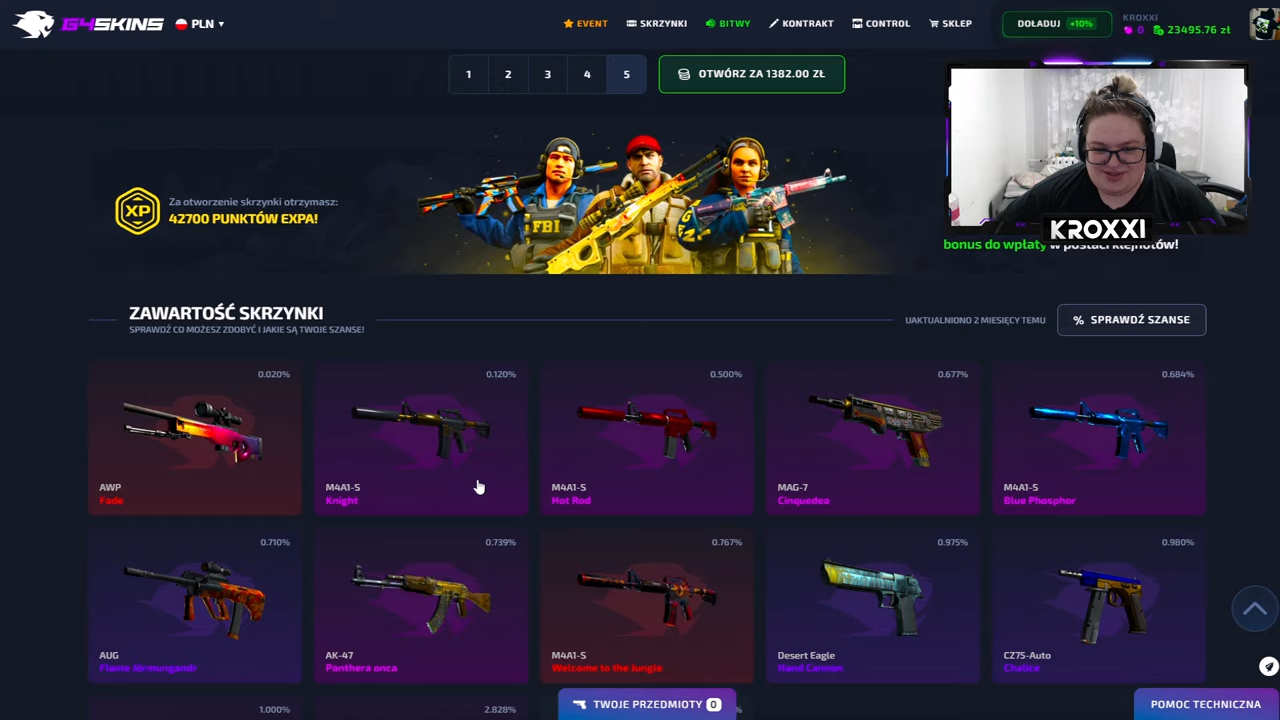 G4SKINS
PLN
EVENT
SKRZYNKI
BITWY
KONTRAKT
CONTROL
SKLEP
DOŁADUJ +10%
KROXXI
0 23495.76 zł
1 2 3 4 5
OTWÓRZ ZA 1382.00 ZŁ
XP
Za otworzenie skrzynki otrzymasz:
42700 PUNKTÓW EXPA!
FBI
KROXXI
bonus do wpłaty w postaci klejnotów!
ZAWARTOŚĆ SKRZYNKI
SPRAWDŹ CO MOŻESZ ZDOBYĆ I JAKIE SĄ TWOJE SZANSE!
UAKTUALNIONO 2 MIESIĘCY TEMU
% SPRAWDŹ SZANSE
0.020%
AWP
Fade
0.120%
M4A1-S
Knight
0.500%
M4A1-S
Hot Rod
0.677%
MAG-7
Cinquedea
0.684%
M4A1-S
Blue Phosphor
0.710%
AUG
Flame Jörmungandr
0.739%
AK-47
Panthera onca
0.767%
M4A1-S
Welcome to the Jungle
0.975%
Desert Eagle
Hand Cannon
0.980%
CZ75-Auto
Chalice
1.000%
2.828%
TWOJE PRZEDMIOTY 0
POMOC TECHNICZNA